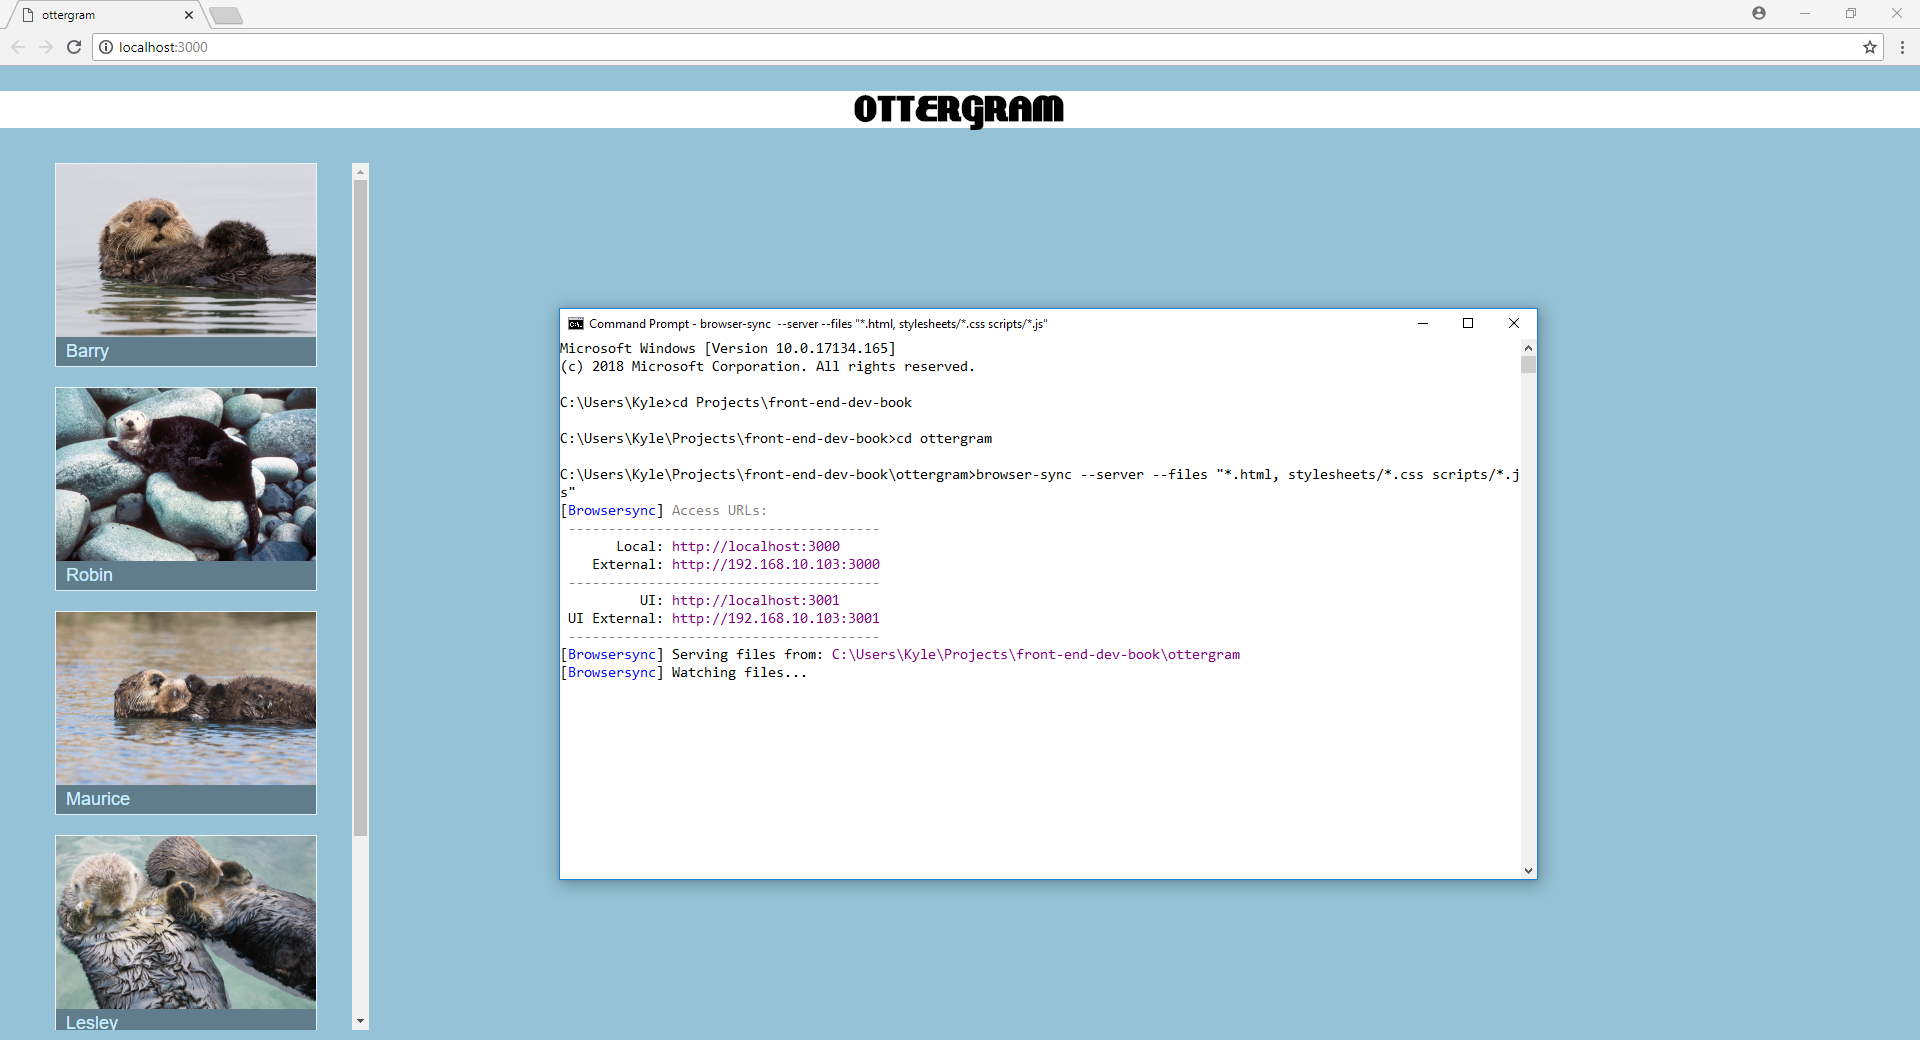 ottergram
localhost:3000
OTTERGRAM
Barry
Robin
Maurice
Lesley
Command Prompt - browser-sync  --server --files "*.html, stylesheets/*.css scripts/*.js"
Microsoft Windows [Version 10.0.17134.165]
(c) 2018 Microsoft Corporation. All rights reserved.
C:\Users\Kyle>cd Projects\front-end-dev-book
C:\Users\Kyle\Projects\front-end-dev-book>cd ottergram
C:\Users\Kyle\Projects\front-end-dev-book\ottergram>browser-sync --server --files "*.html, stylesheets/*.css scripts/*.j
s"
[Browsersync] Access URLs:
---------------------------------------
Local: http://localhost:3000
External: http://192.168.10.103:3000
---------------------------------------
UI: http://localhost:3001
UI External: http://192.168.10.103:3001
---------------------------------------
[Browsersync] Serving files from: C:\Users\Kyle\Projects\front-end-dev-book\ottergram
[Browsersync] Watching files...